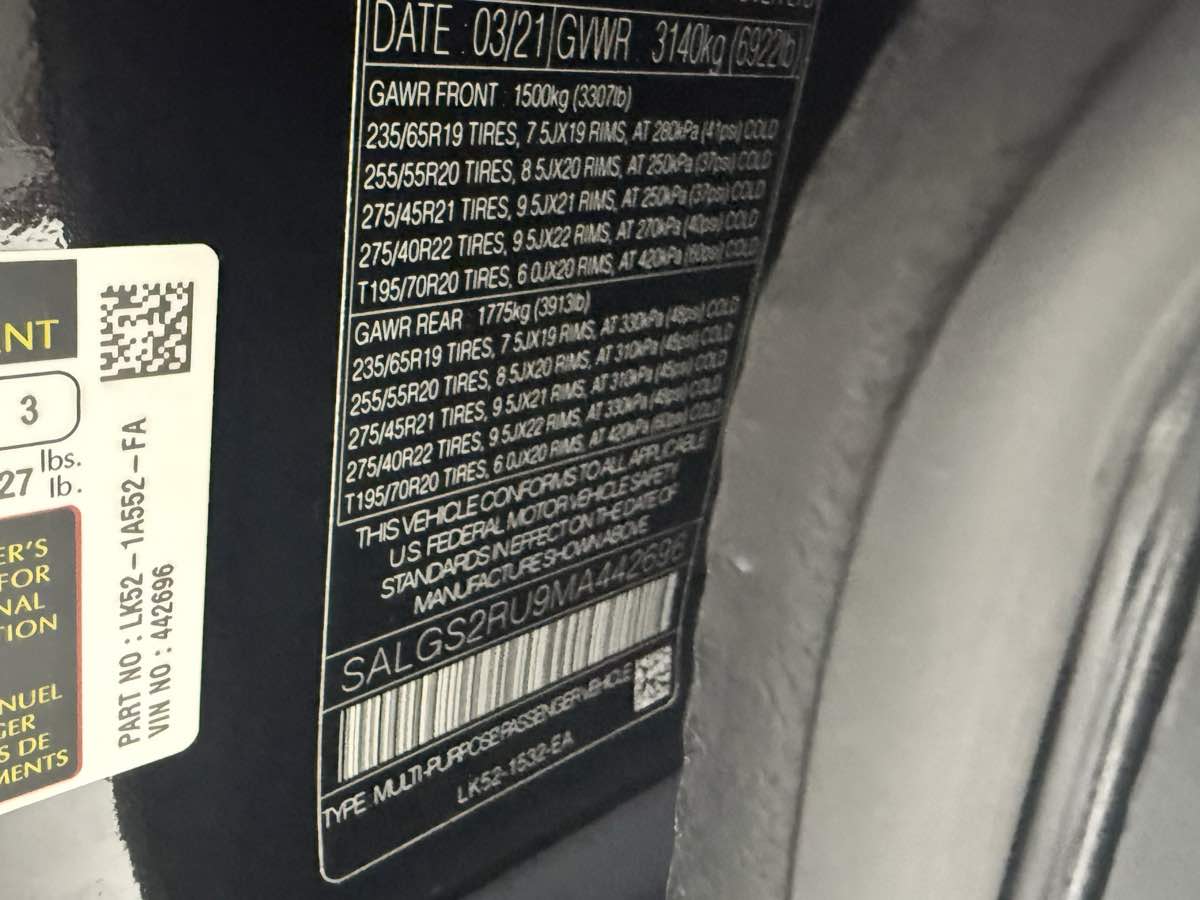 DATE : 03/21 GVWR : 3140kg (6922lb)
GAWR FRONT : 1500kg (3307lb)
235/65R19 TIRES, 7.5JX19 RIMS, AT 280kPa (41psi) COLD
255/55R20 TIRES, 8.5JX20 RIMS, AT 250kPa (37psi) COLD
275/45R21 TIRES, 9.5JX21 RIMS, AT 250kPa (37psi) COLD
275/40R22 TIRES, 9.5JX22 RIMS, AT 270kPa (40psi) COLD
T195/70R20 TIRES, 6.0JX20 RIMS, AT 420kPa (60psi) COLD
GAWR REAR : 1775kg (3913lb)
235/65R19 TIRES, 7.5JX19 RIMS, AT 330kPa (48psi) COLD
255/55R20 TIRES, 8.5JX20 RIMS, AT 310kPa (45psi) COLD
275/45R21 TIRES, 9.5JX21 RIMS, AT 310kPa (45psi) COLD
275/40R22 TIRES, 9.5JX22 RIMS, AT 330kPa (48psi) COLD
T195/70R20 TIRES, 6.0JX20 RIMS, AT 420kPa (60psi) COLD
THIS VEHICLE CONFORMS TO ALL APPLICABLE
U.S. FEDERAL MOTOR VEHICLE SAFETY
STANDARDS IN EFFECT ON THE DATE OF
MANUFACTURE SHOWN ABOVE
SALGS2RU9MA442696
TYPE MULTI-PURPOSE PASSENGER VEHICLE
LK52-1532-EA
ANT
3
lbs.
27 lb.
ER'S
FOR
NAL
TION
NUEL
GER
S DE
MENTS
PART NO : LK52-1A552-FA
VIN NO : 442696